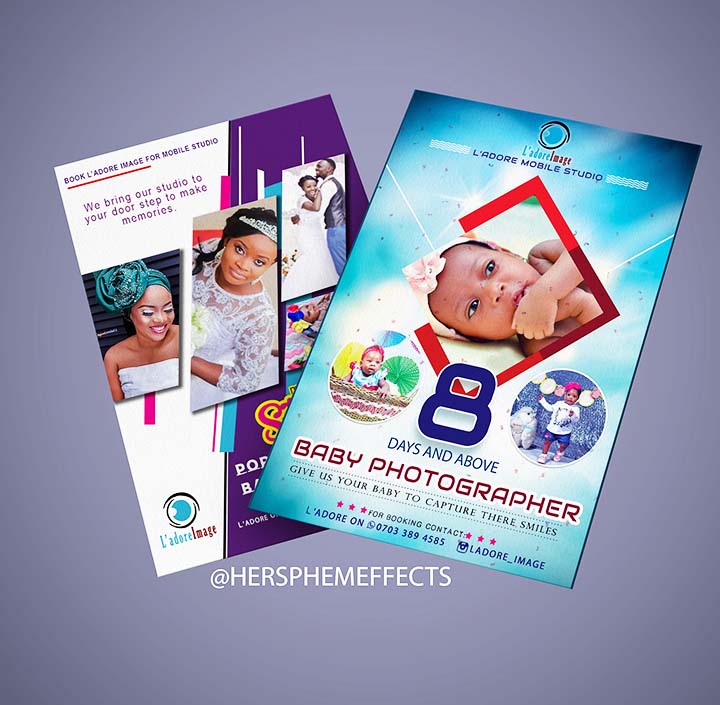 BOOK L'ADORE IMAGE FOR MOBILE STUDIO
We bring our studio to
your door step to make
memories.
L'adoreImage
L'ADORE ON
L'adoreImage
L'ADORE MOBILE STUDIO
8
DAYS AND ABOVE
BABY PHOTOGRAPHER
GIVE US YOUR BABY TO CAPTURE THERE SMILES
FOR BOOKING CONTACT:
L'ADORE ON 0703 389 4585 LADORE_IMAGE
@HERSPHEMEFFECTS